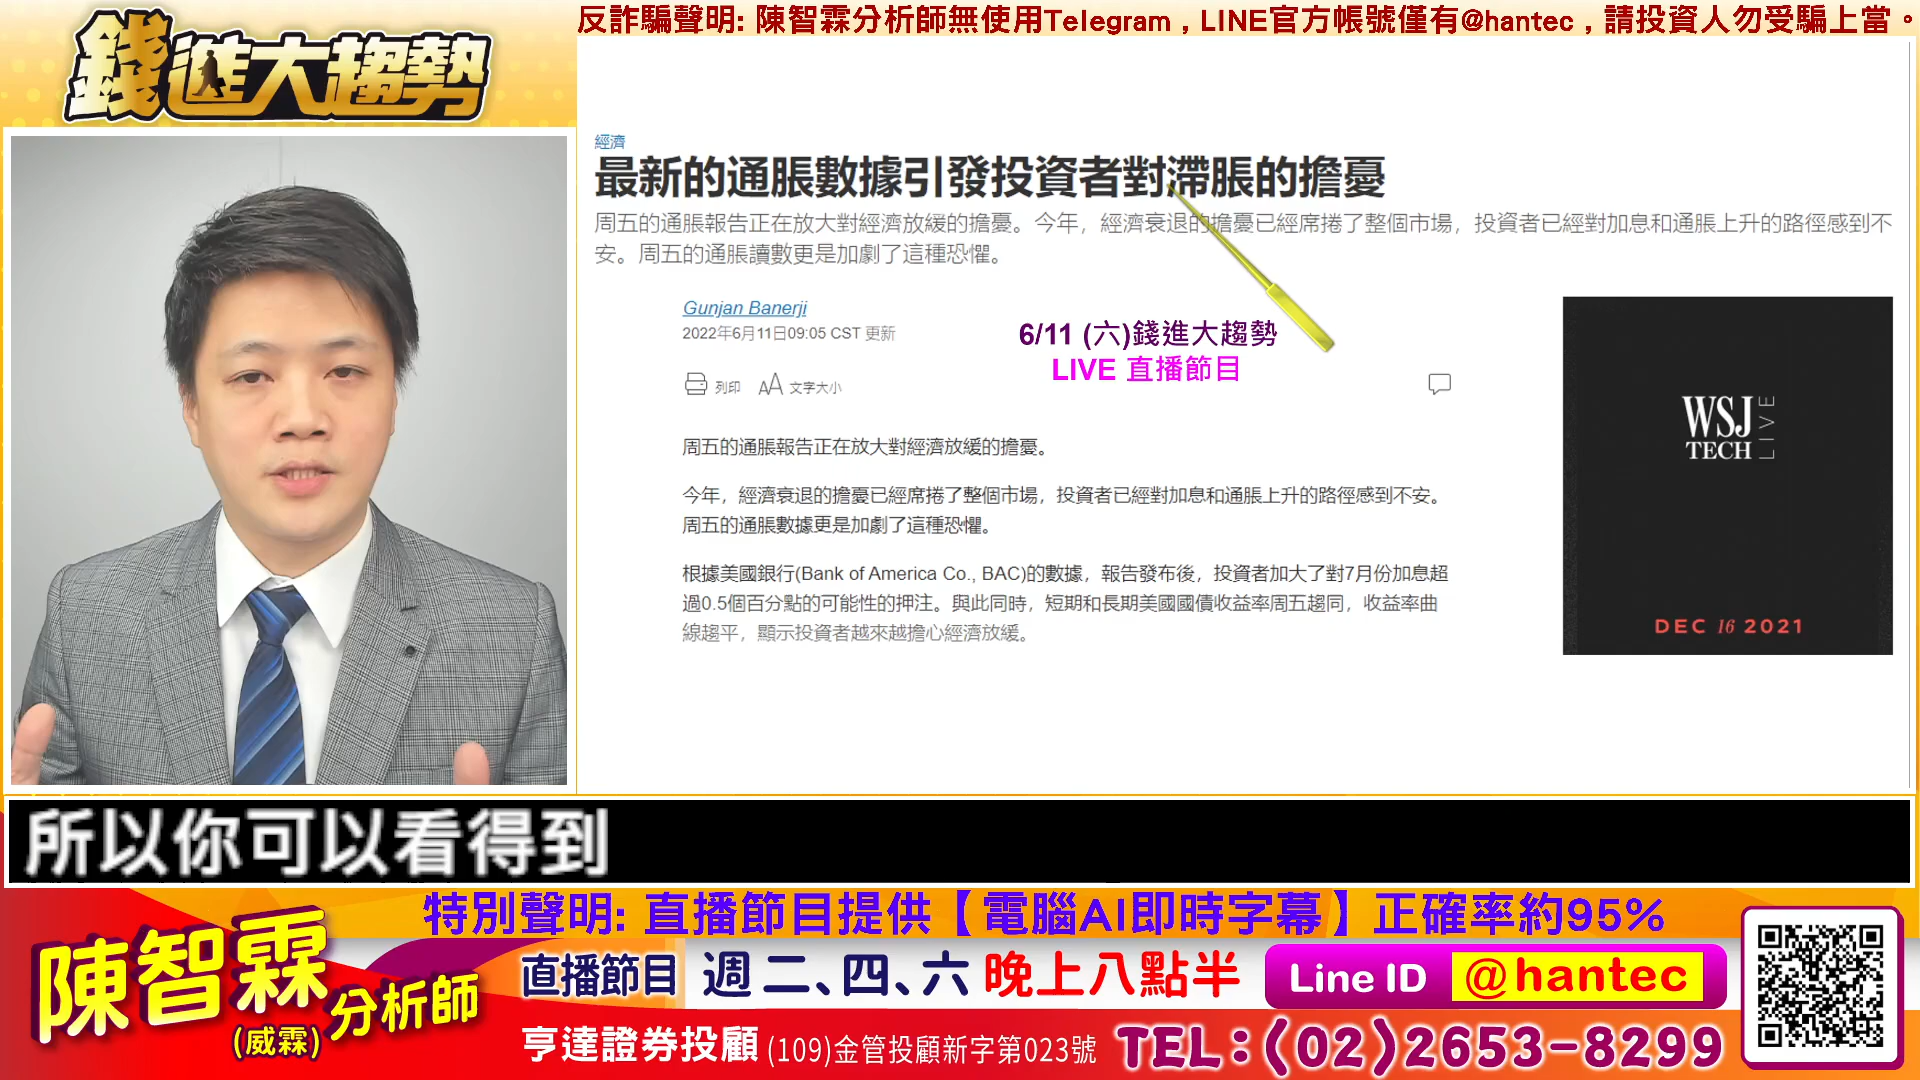 錢進大趨勢
反詐騙聲明: 陳智霖分析師無使用Telegram , LINE官方帳號僅有@hantec , 請投資人勿受騙上當。
經濟
最新的通脹數據引發投資者對滯脹的擔憂
周五的通脹報告正在放大對經濟放緩的擔憂。今年，經濟衰退的擔憂已經席捲了整個市場，投資者已經對加息和通脹上升的路徑感到不
安。周五的通脹讀數更是加劇了這種恐懼。
Gunjan Banerji
2022年6月11日09:05 CST 更新
6/11 (六)錢進大趨勢
LIVE 直播節目
列印 AA 文字大小
周五的通脹報告正在放大對經濟放緩的擔憂。
今年，經濟衰退的擔憂已經席捲了整個市場，投資者已經對加息和通脹上升的路徑感到不安。
周五的通脹數據更是加劇了這種恐懼。
根據美國銀行(Bank of America Co., BAC)的數據，報告發布後，投資者加大了對7月份加息超
過0.5個百分點的可能性的押注。與此同時，短期和長期美國國債收益率周五趨同，收益率曲
線趨平，顯示投資者越來越擔心經濟放緩。
WSJ
TECH
LIVE
DEC 16 2021
所以你可以看得到
特別聲明: 直播節目提供【電腦AI即時字幕】正確率約95%
陳智霖分析師
(威霖)
直播節目 週二、四、六 晚上八點半
Line ID @hantec
亨達證券投顧 (109)金管投顧新字第023號 TEL:(02)2653-8299